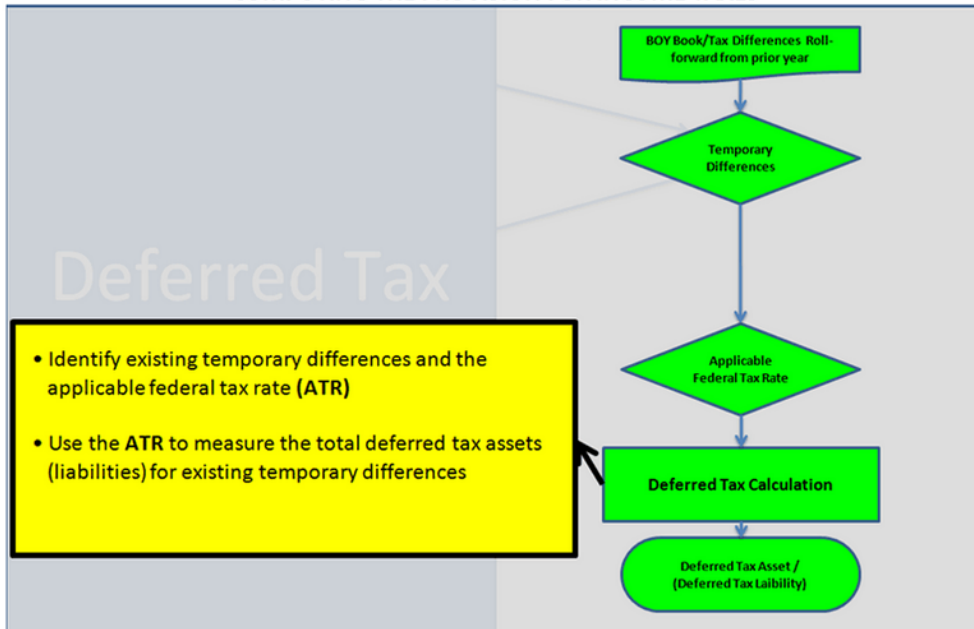 BOY Book/Tax Differences Roll-
forward from prior year
Temporary
Differences
Deferred Tax
• Identify existing temporary differences and the
applicable federal tax rate (ATR)
• Use the ATR to measure the total deferred tax assets
(liabilities) for existing temporary differences
Applicable
Federal Tax Rate
Deferred Tax Calculation
Deferred Tax Asset /
(Deferred Tax Laibility)